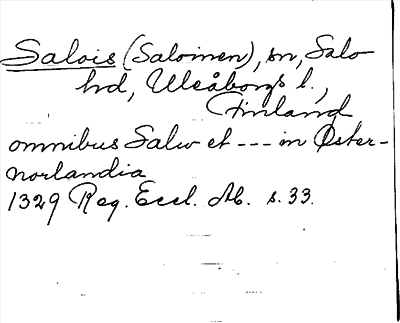 Salois (Saloinen), sn, Salo
hd, Uleåborgs l.,
Finland
omnibus Salw et --- in Øster-
norlandia
1329 Reg. Eccl. Ab. s. 33.